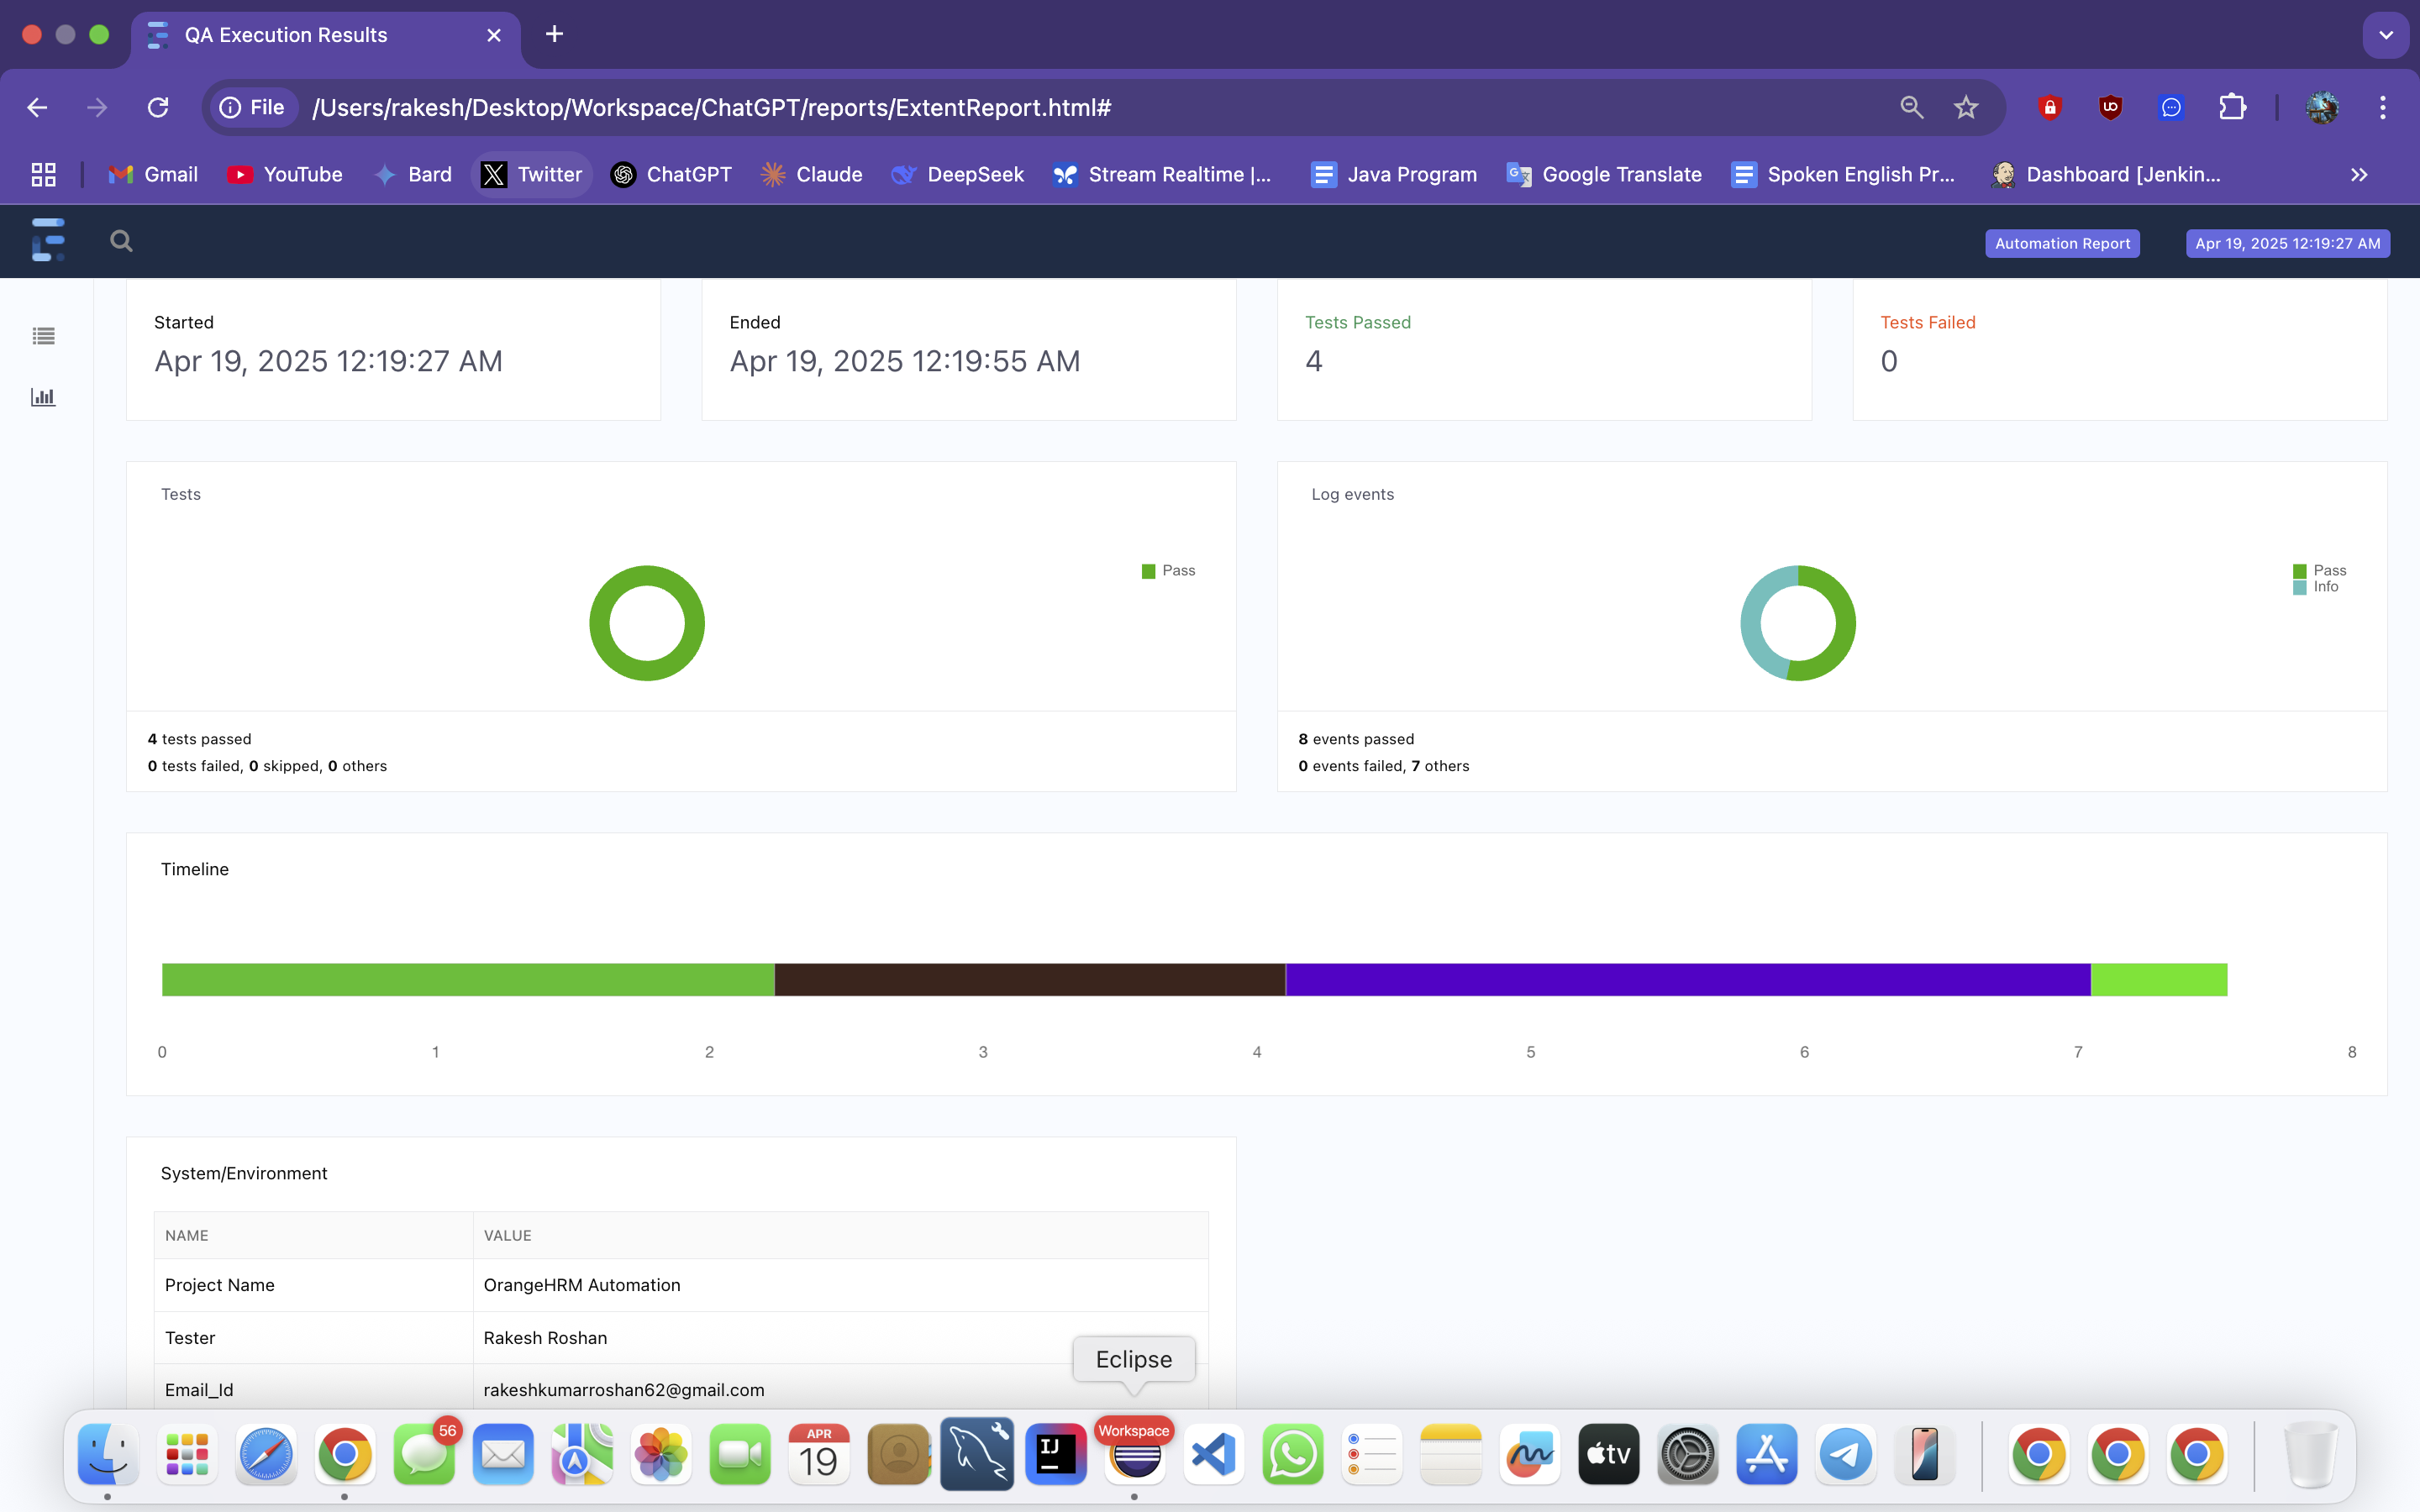 QA Execution Results
File /Users/rakesh/Desktop/Workspace/ChatGPT/reports/ExtentReport.html#
Gmail YouTube Bard Twitter ChatGPT Claude DeepSeek Stream Realtime |... Java Program Google Translate Spoken English Pr... Dashboard [Jenkin...
Automation Report Apr 19, 2025 12:19:27 AM
Started
Apr 19, 2025 12:19:27 AM
Ended
Apr 19, 2025 12:19:55 AM
Tests Passed
4
Tests Failed
0
Tests
Pass
4 tests passed
0 tests failed, 0 skipped, 0 others
Log events
Pass
Info
8 events passed
0 events failed, 7 others
Timeline
0 1 2 3 4 5 6 7 8
System/Environment
NAME VALUE
Project Name OrangeHRM Automation
Tester Rakesh Roshan
Email_Id rakeshkumarroshan62@gmail.com
Eclipse
56
APR
19
IJ
Workspace
tv